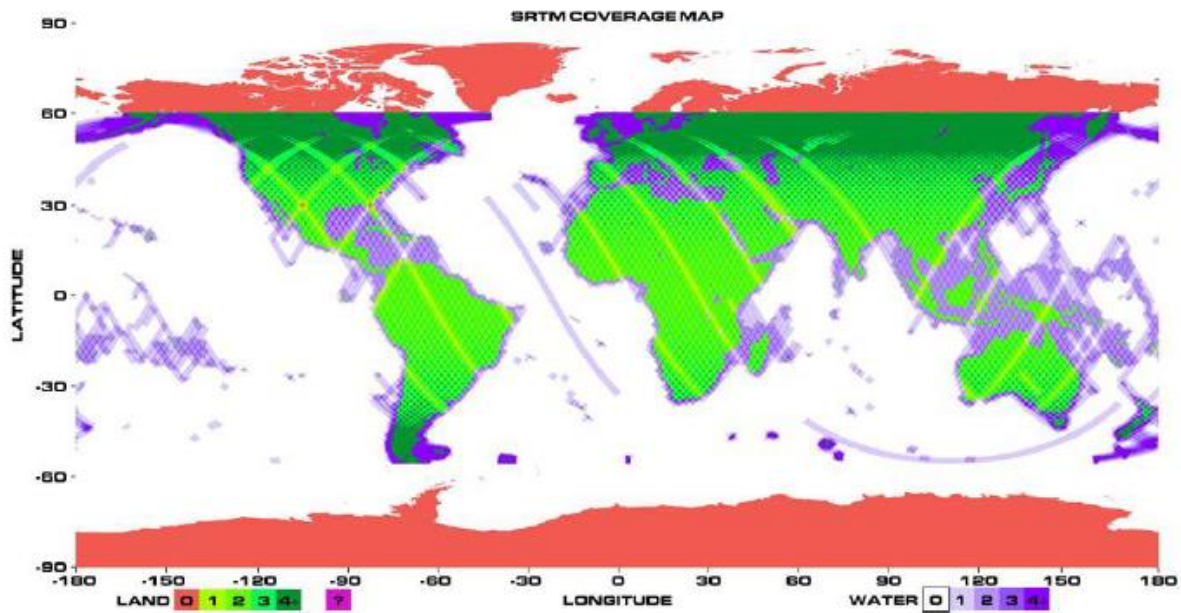 SRTM COVERAGE MAP
90
60
30
0
-30
-60
-90
LATITUDE
-180 -150 -120 -90 -60 -30 0 30 60 90 120 150 180
LAND 0 1 2 3 4+ ? LONGITUDE WATER 0 1 2 3 4+